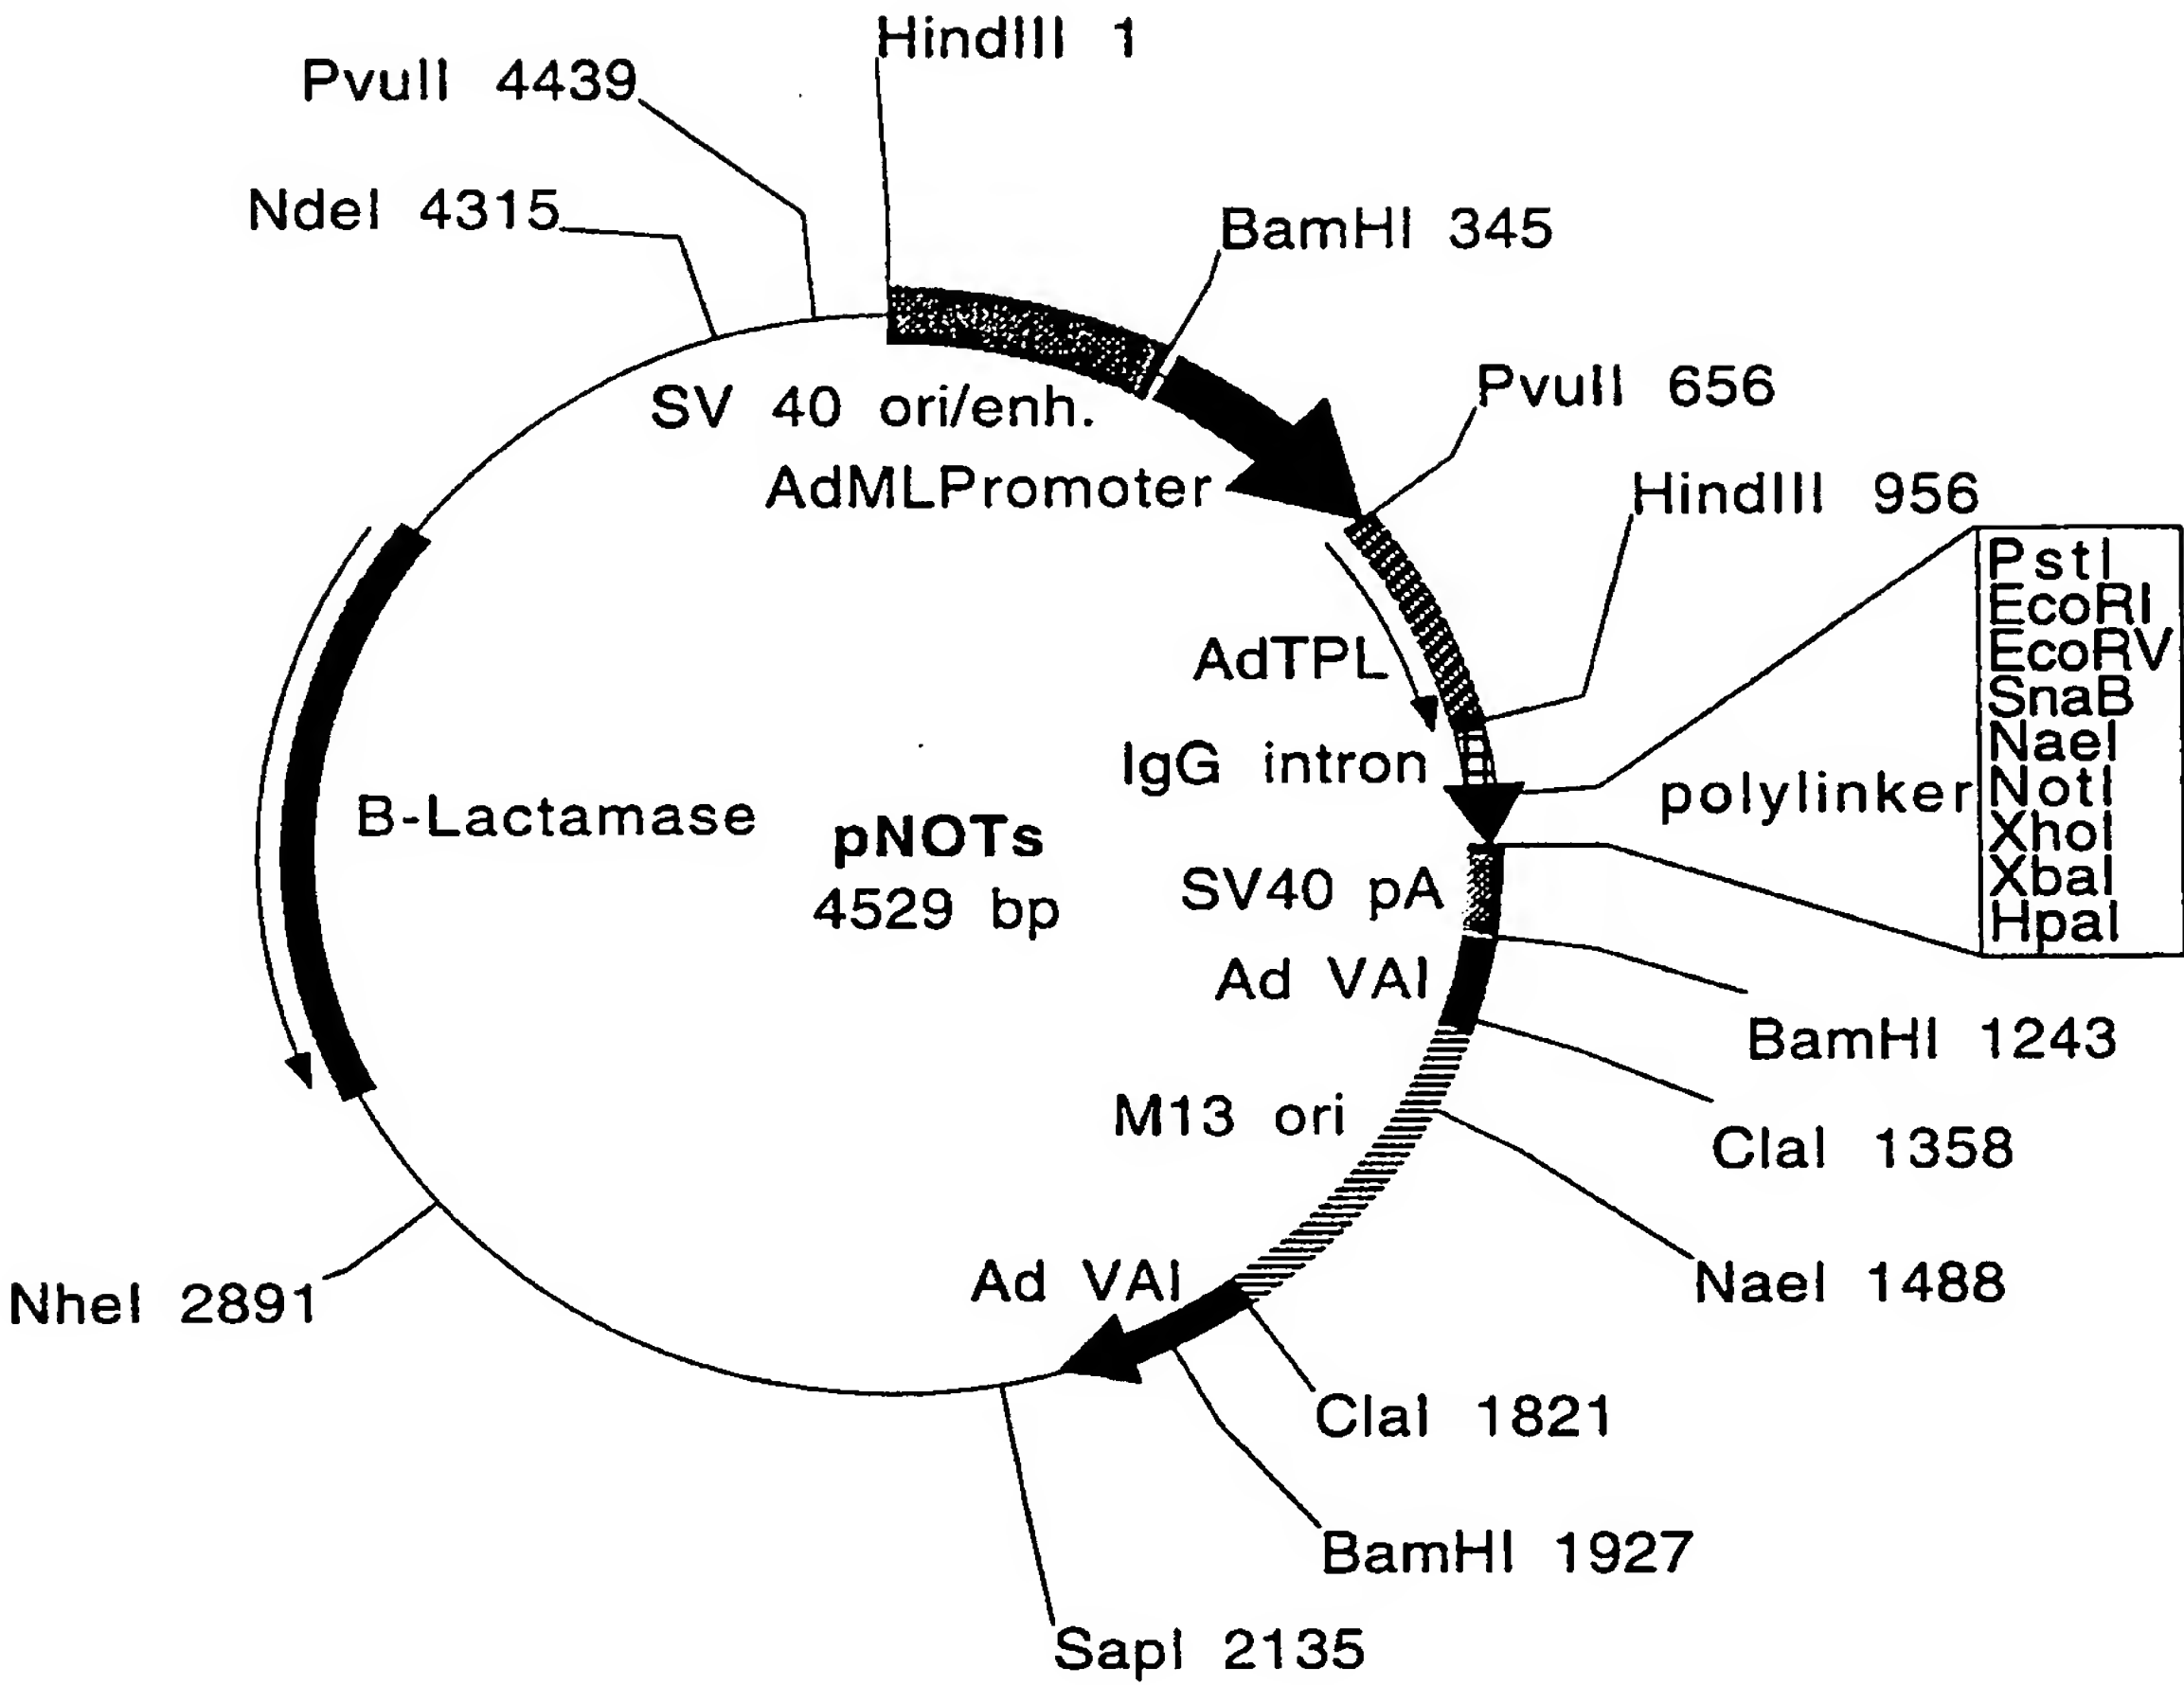 HindIII 1
PvuII 4439
NdeI 4315
BamHI 345
SV 40 ori/enh.
PvuII 656
AdMLPromoter
HindIII 956
PstI
EcoRI
EcoRV
SnaB
NaeI
NotI
XhoI
XbaI
HpaI
AdTPL
IgG intron
polylinker
B-Lactamase
pNOTs
4529 bp
SV40 pA
Ad VAI
BamHI 1243
M13 ori
ClaI 1358
Ad VAI
NaeI 1488
NheI 2891
ClaI 1821
BamHI 1927
SapI 2135